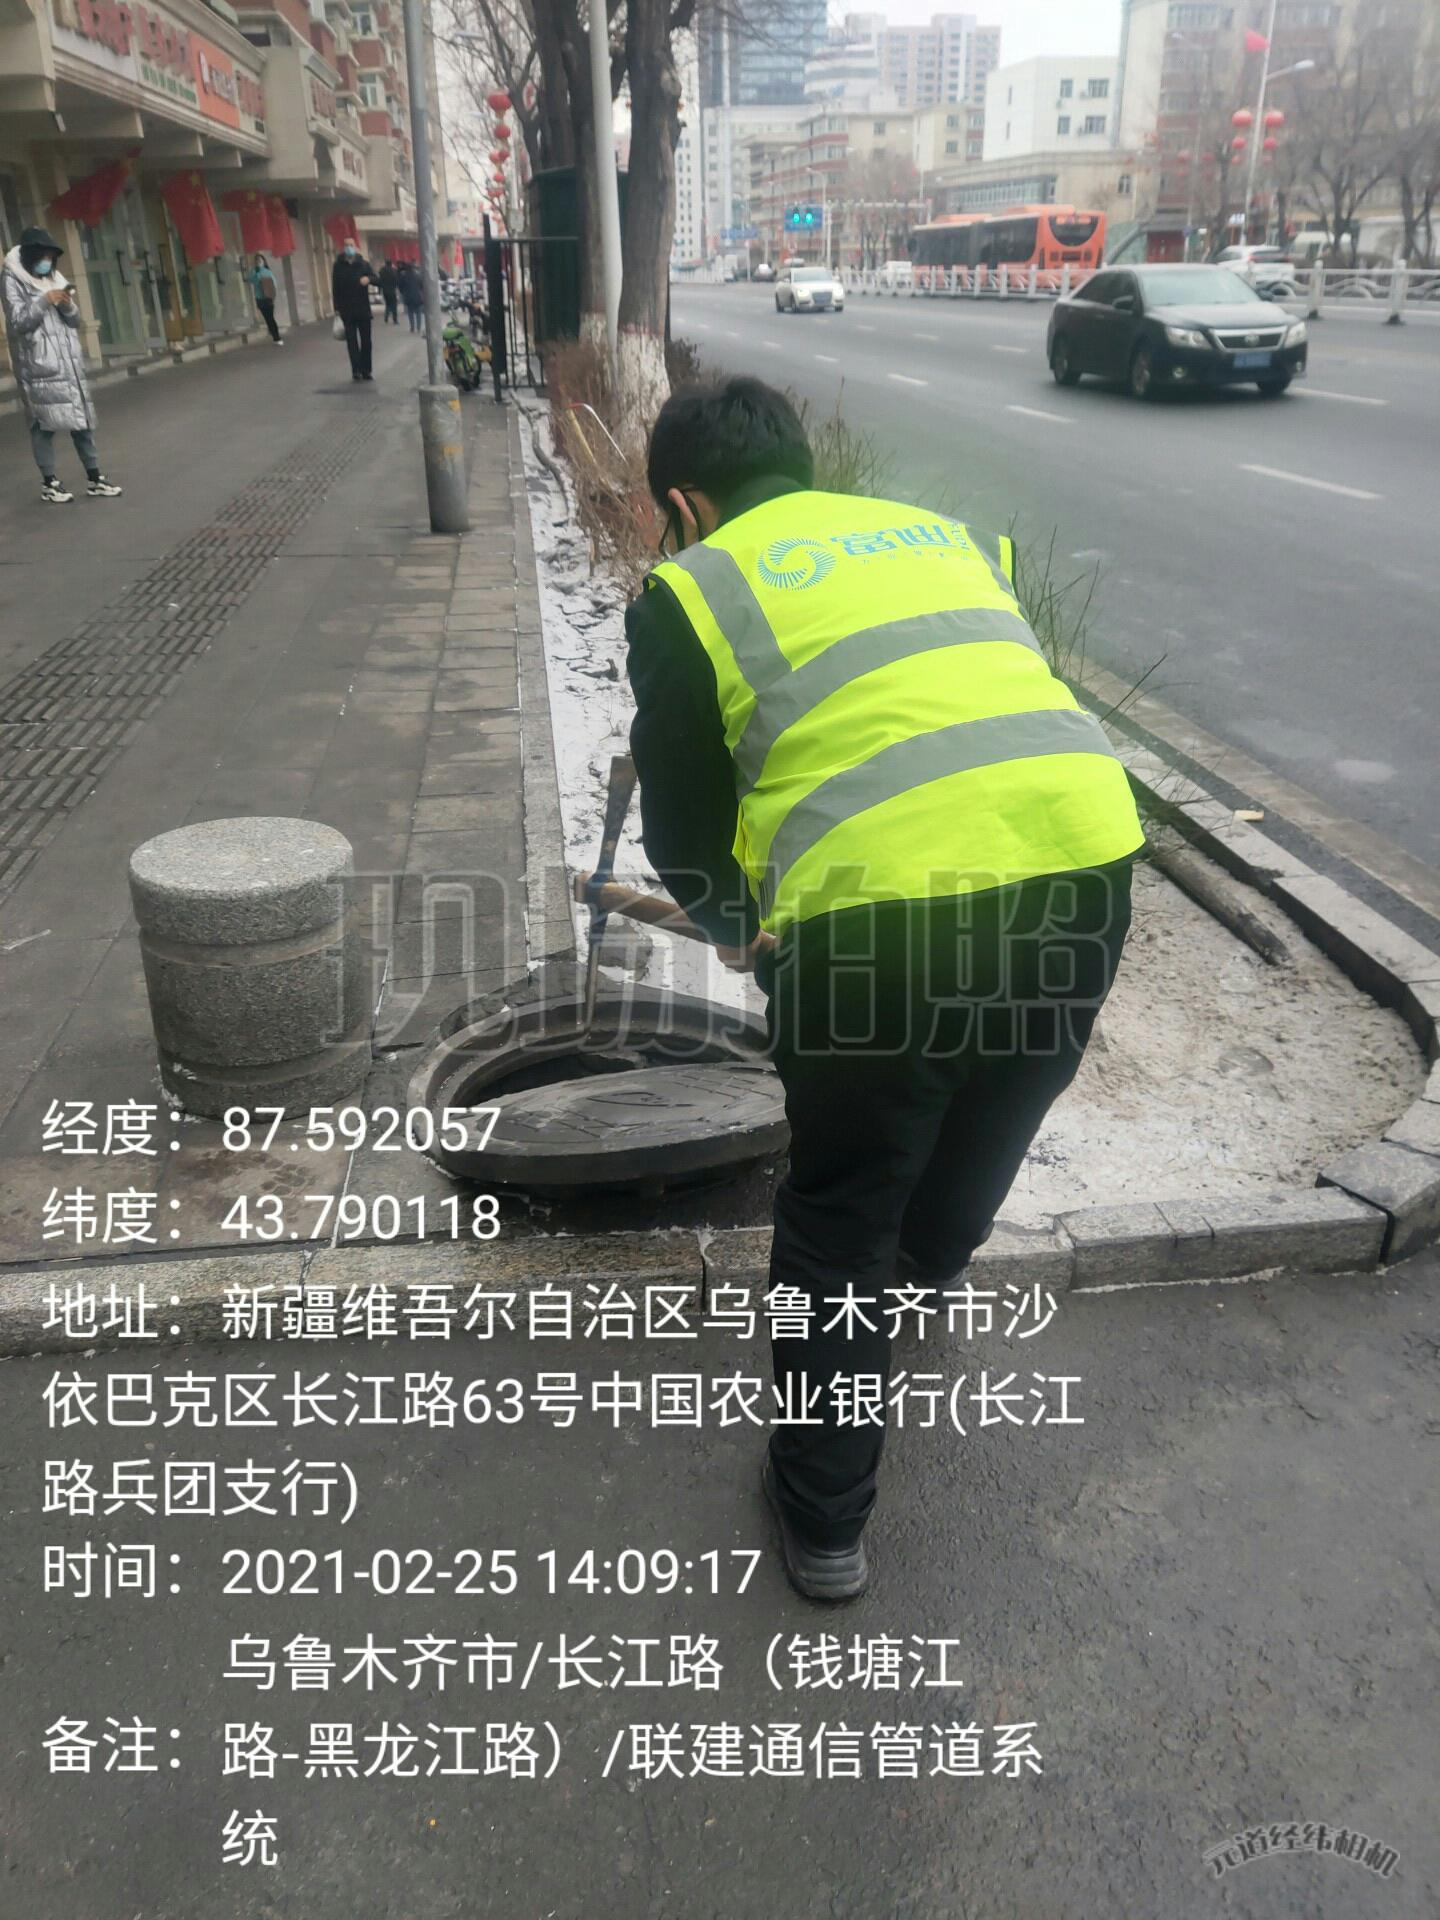 富迪
现场拍照
经度：87.592057
纬度：43.790118
地址：新疆维吾尔自治区乌鲁木齐市沙
依巴克区长江路63号中国农业银行(长江
路兵团支行)
时间：2021-02-25 14:09:17
乌鲁木齐市/长江路（钱塘江
备注：路-黑龙江路）/联建通信管道系
统
元道经纬相机